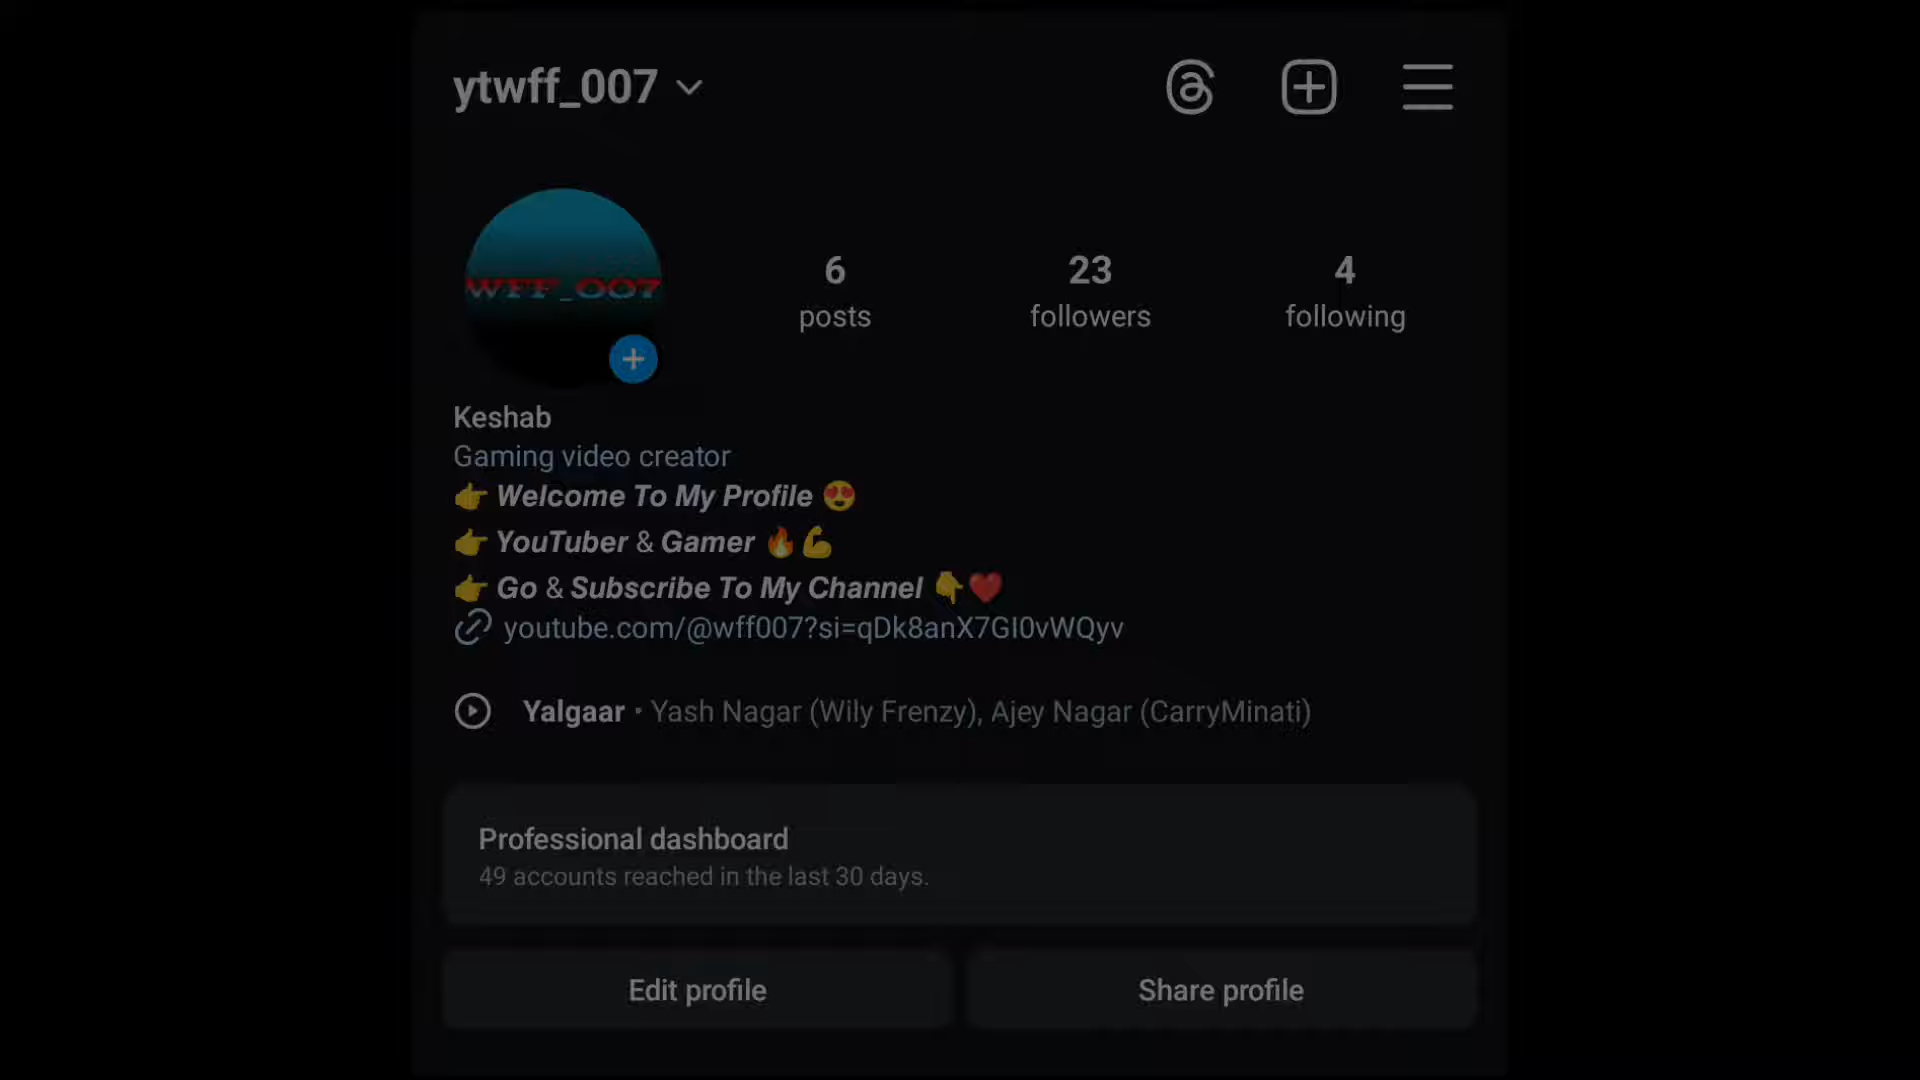 ytwff_007
WFF_007
6
posts
23
followers
4
following
Keshab
Gaming video creator
👉 Welcome To My Profile 😍
👉 YouTuber & Gamer 🔥💪
👉 Go & Subscribe To My Channel 👇❤️
youtube.com/@wff007?si=qDk8anX7GI0vWQyv
Yalgaar • Yash Nagar (Wily Frenzy), Ajey Nagar (CarryMinati)
Professional dashboard
49 accounts reached in the last 30 days.
Edit profile
Share profile